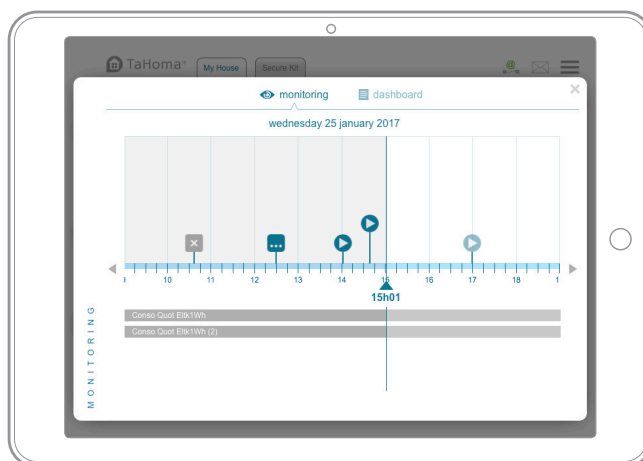 TaHoma®
My House
Secure Kit
monitoring
dashboard
wednesday 25 january 2017
10 11 12 13 14 15 16 17 18 1
15h01
MONITORING
Conso Quot Eltk1Wh
Conso Quot Eltk1Wh (2)